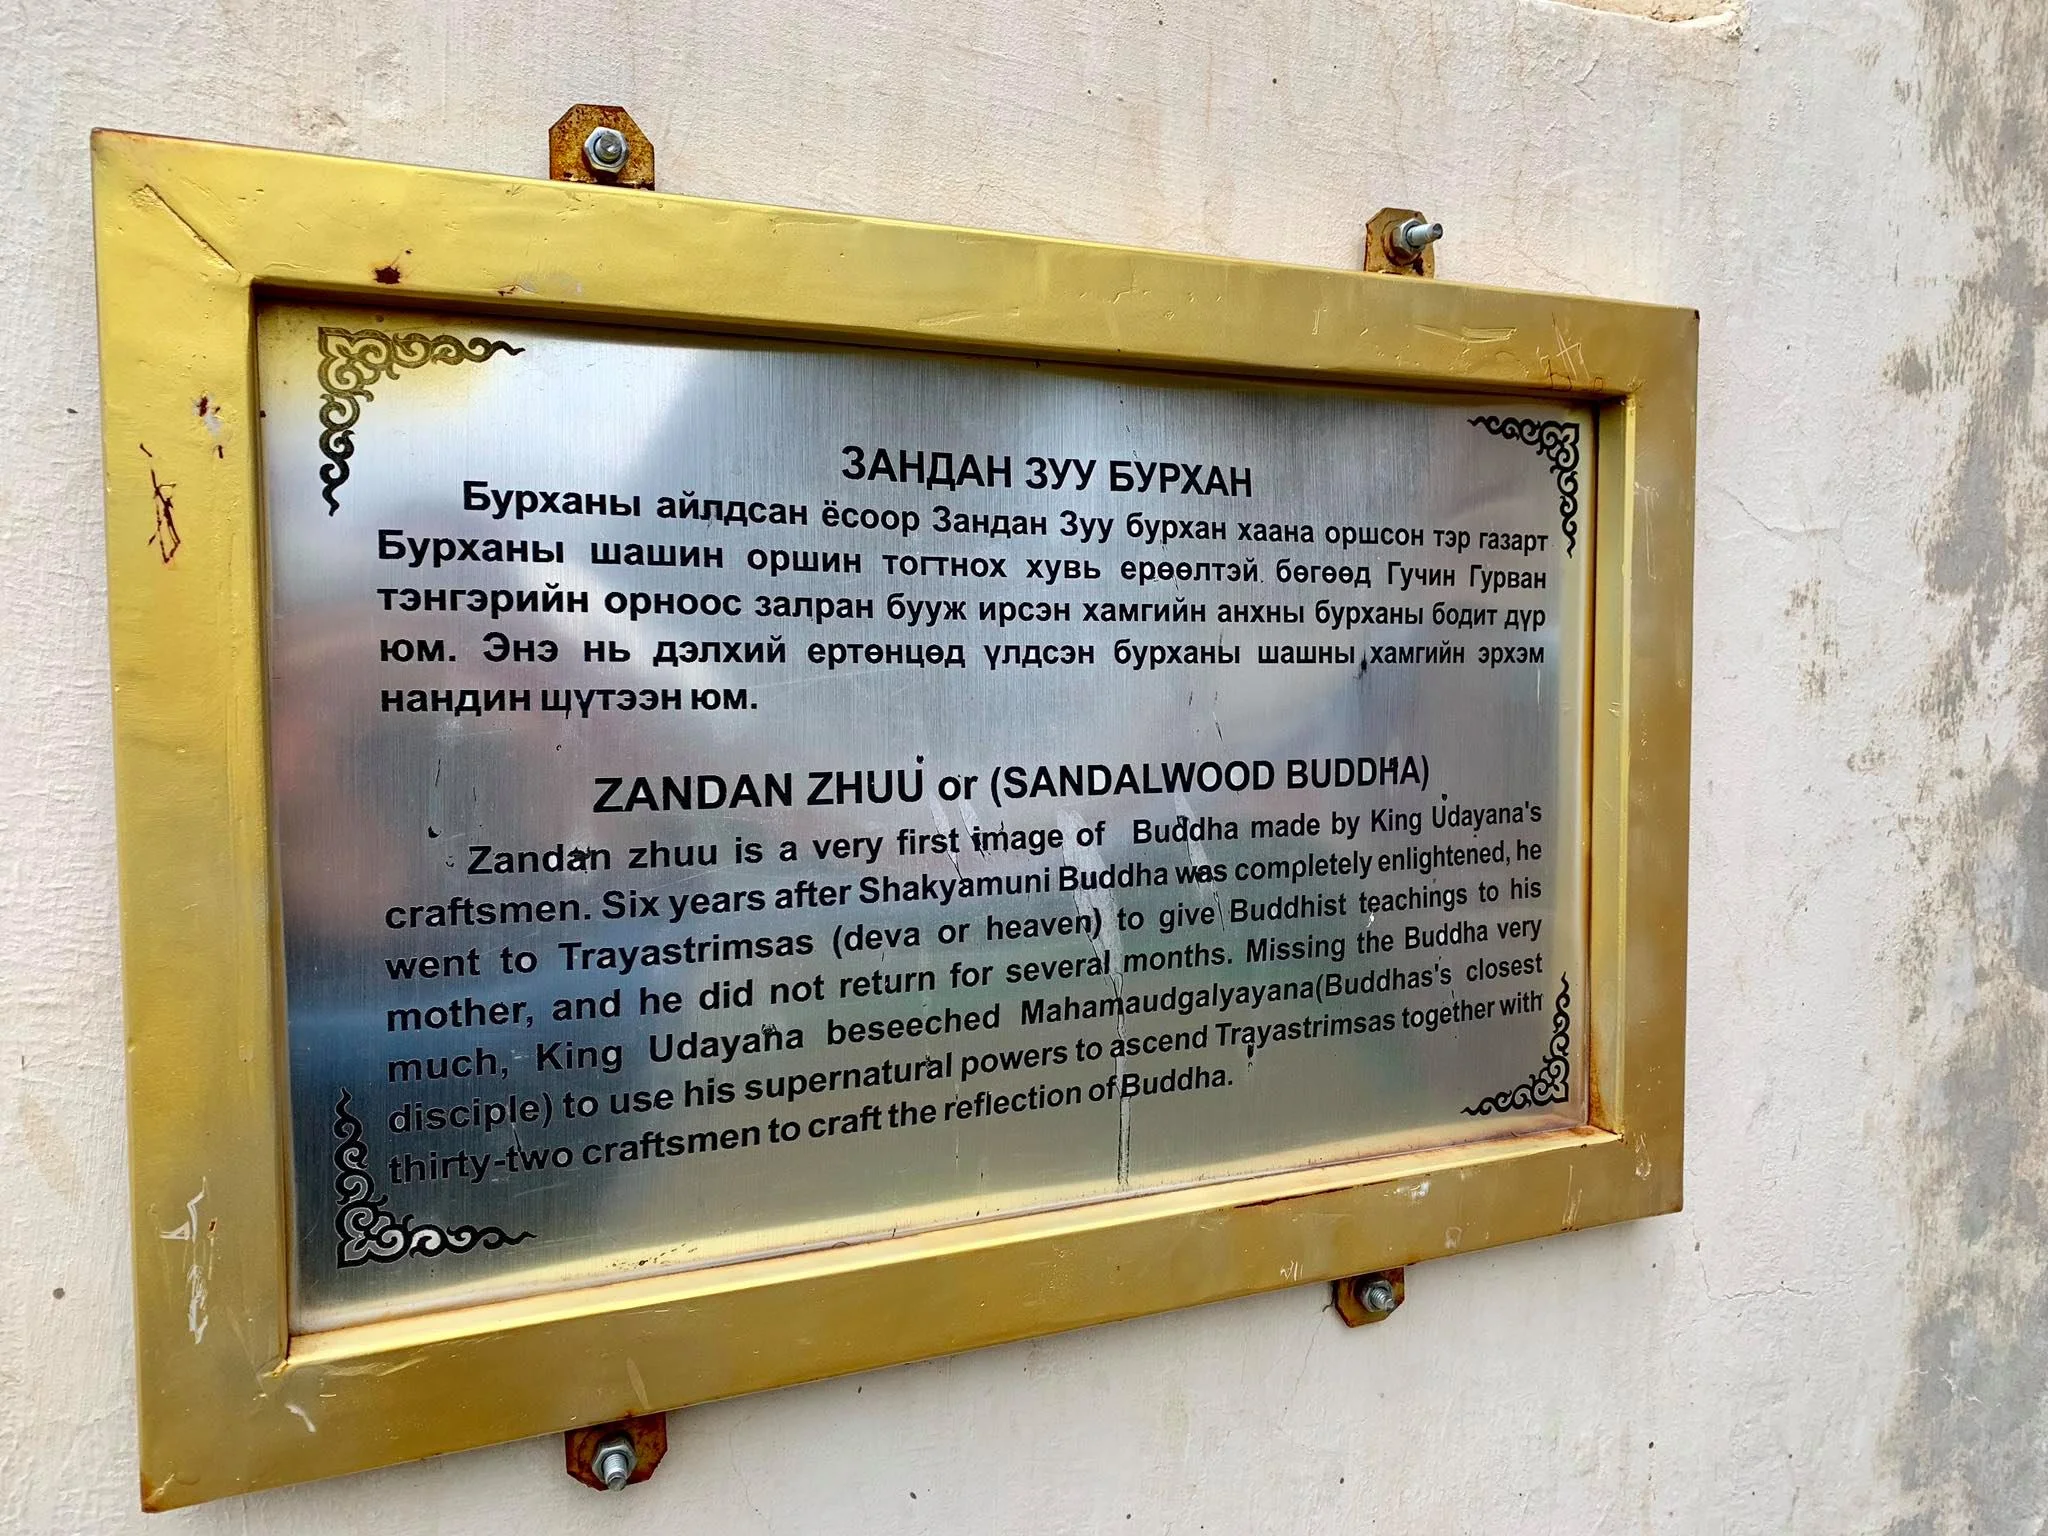 ЗАНДАН ЗУУ БУРХАН
Бурханы айлдсан ёсоор Зандан Зуу бурхан хаана оршсон тэр газарт
Бурханы шашин оршин тогтнох хувь ерөөлтэй бөгөөд Гучин Гурван
тэнгэрийн орноос залран бууж ирсэн хамгийн анхны бурханы бодит дүр
юм. Энэ нь дэлхий ертөнцөд үлдсэн бурханы шашны хамгийн эрхэм
нандин шүтээн юм.
ZANDAN ZHUU or (SANDALWOOD BUDDHA)
Zandan zhuu is a very first image of Buddha made by King Udayana's
craftsmen. Six years after Shakyamuni Buddha was completely enlightened, he
went to Trayastrimsas (deva or heaven) to give Buddhist teachings to his
mother, and he did not return for several months. Missing the Buddha very
much, King Udayana beseeched Mahamaudgalyayana(Buddhas's closest
disciple) to use his supernatural powers to ascend Trayastrimsas together with
thirty-two craftsmen to craft the reflection of Buddha.